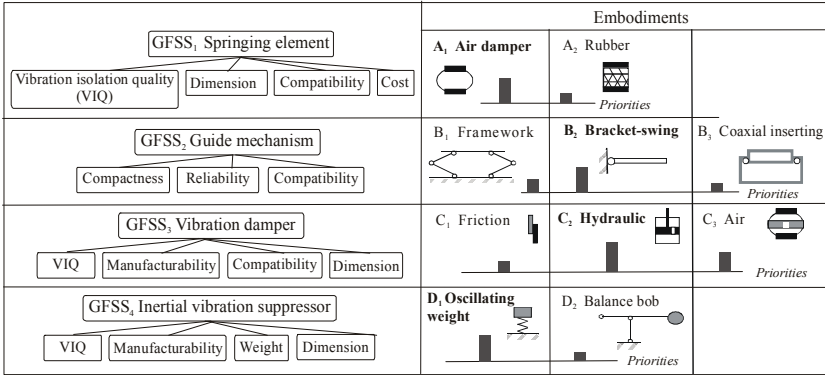 Embodiments
GFSS₁ Springing element
Vibration isolation quality
(VIQ)
Dimension
Compatibility
Cost
A₁ Air damper
A₂ Rubber
Priorities
GFSS₂ Guide mechanism
Compactness
Reliability
Compatibility
B₁ Framework
B₂ Bracket-swing
B₃ Coaxial inserting
Priorities
GFSS₃ Vibration damper
VIQ
Manufacturability
Compatibility
Dimension
C₁ Friction
C₂ Hydraulic
C₃ Air
Priorities
GFSS₄ Inertial vibration suppressor
VIQ
Manufacturability
Weight
Dimension
D₁ Oscillating
weight
D₂ Balance bob
Priorities